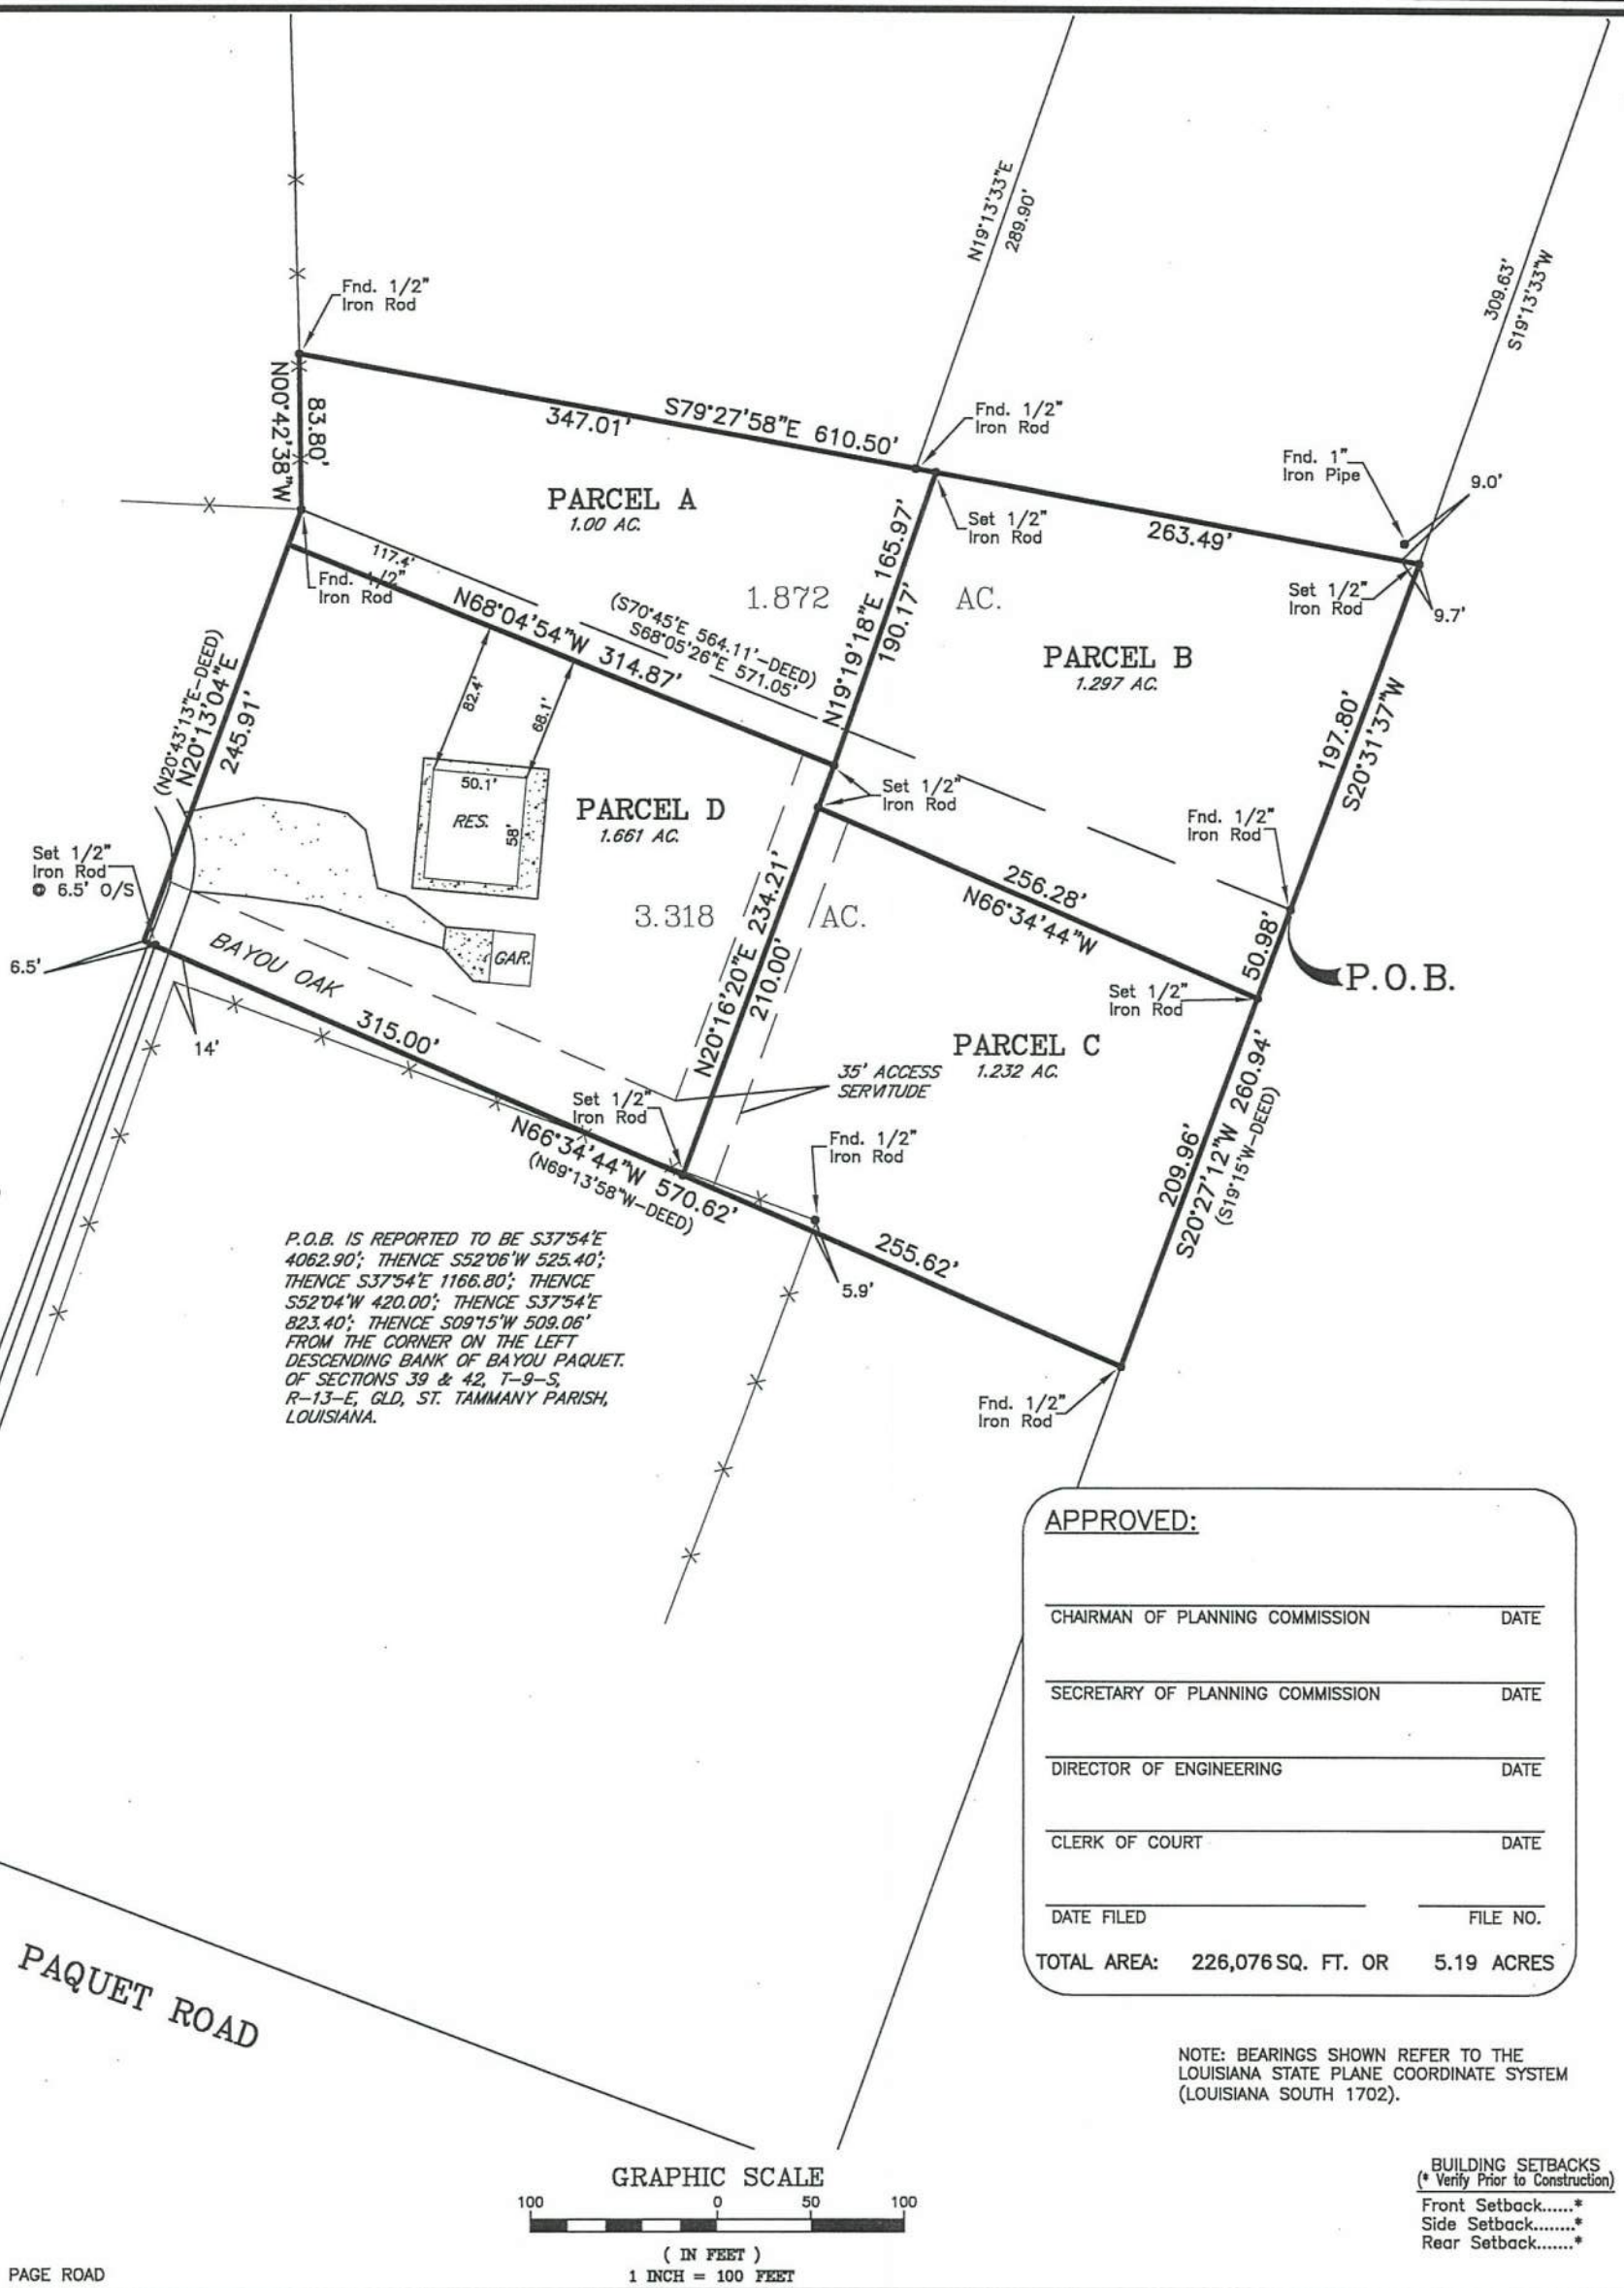 N19°13'33"E
289.90'
309.63'
S19°13'33"W
Fnd. 1/2"
Iron Rod
N00°42'38"W
83.80'
347.01'
S79°27'58"E 610.50'
Fnd. 1/2"
Iron Rod
Fnd. 1"
Iron Pipe
9.0'
PARCEL A
1.00 AC.
Set 1/2"
Iron Rod
263.49'
Set 1/2"
Iron Rod
9.7'
117.4'
Fnd. 1/2"
Iron Rod
N68°04'54"W 314.87'
(S70°45'E 564.11'-DEED)
S68°05'26"E 571.05'
1.872 AC.
N19°19'18"E 165.97'
190.17'
PARCEL B
1.297 AC.
197.80'
S20°31'37"W
(N20°43'13"E-DEED)
N20°13'04"E
245.91'
82.4'
68.1'
50.1'
RES.
58'
PARCEL D
1.661 AC.
Set 1/2"
Iron Rod
Fnd. 1/2"
Iron Rod
Set 1/2"
Iron Rod
@ 6.5' O/S
6.5'
14'
BAYOU OAK
GAR.
3.318 AC.
N20°16'20"E 234.21'
210.00'
256.28'
N66°34'44"W
50.98'
P.O.B.
Set 1/2"
Iron Rod
PARCEL C
1.232 AC.
35' ACCESS
SERVITUDE
315.00'
Set 1/2"
Iron Rod
N66°34'44"W 570.62'
(N69°13'58"W-DEED)
Fnd. 1/2"
Iron Rod
5.9'
255.62'
209.96'
S20°27'12"W 260.94'
(S19°15'W-DEED)
Fnd. 1/2"
Iron Rod
P.O.B. IS REPORTED TO BE S37°54'E
4062.90'; THENCE S52°06'W 525.40';
THENCE S37°54'E 1166.80'; THENCE
S52°04'W 420.00'; THENCE S37°54'E
823.40'; THENCE S09°15'W 509.06'
FROM THE CORNER ON THE LEFT
DESCENDING BANK OF BAYOU PAQUET.
OF SECTIONS 39 & 42, T-9-S,
R-13-E, GLD, ST. TAMMANY PARISH,
LOUISIANA.
APPROVED:
CHAIRMAN OF PLANNING COMMISSION DATE
SECRETARY OF PLANNING COMMISSION DATE
DIRECTOR OF ENGINEERING DATE
CLERK OF COURT DATE
DATE FILED FILE NO.
TOTAL AREA: 226,076 SQ. FT. OR 5.19 ACRES
PAQUET ROAD
NOTE: BEARINGS SHOWN REFER TO THE
LOUISIANA STATE PLANE COORDINATE SYSTEM
(LOUISIANA SOUTH 1702).
GRAPHIC SCALE
100 0 50 100
( IN FEET )
1 INCH = 100 FEET
BUILDING SETBACKS
(* Verify Prior to Construction)
Front Setback......*
Side Setback........*
Rear Setback.......*
PAGE ROAD